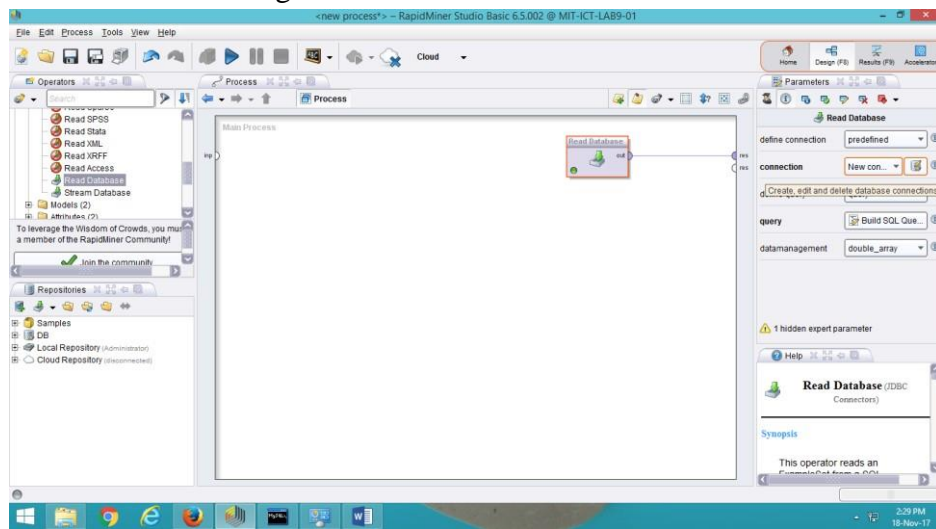 <new process*> – RapidMiner Studio Basic 6.5.002 @ MIT-ICT-LAB9-01
File Edit Process Tools View Help
Cloud
Home Design (F8) Results (F9) Accelerator
Operators
Process
Parameters
Search
Process
Read Database
Read SPSS
Read Stata
Read XML
Read XRFF
Read Access
Read Database
Stream Database
Models (2)
Attributes (2)
To leverage the Wisdom of Crowds, you mus
a member of the RapidMiner Community!
Join the community
Repositories
Samples
DB
Local Repository (Administrator)
Cloud Repository (disconnected)
Main Process
inp
Read Database
out
res
res
define connection predefined
connection New con...
Create, edit and delete database connections
query Build SQL Que...
datamanagement double_array
1 hidden expert parameter
Help
Read Database (JDBC
Connectors)
Synopsis
This operator reads an
2:29 PM
18-Nov-17